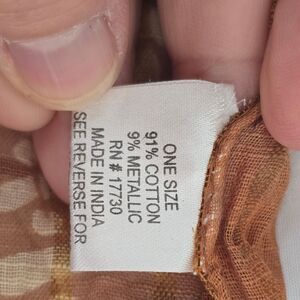 ONE SIZE
91% COTTON
9% METALLIC
RN# 17730
MADE IN INDIA
SEE REVERSE FOR